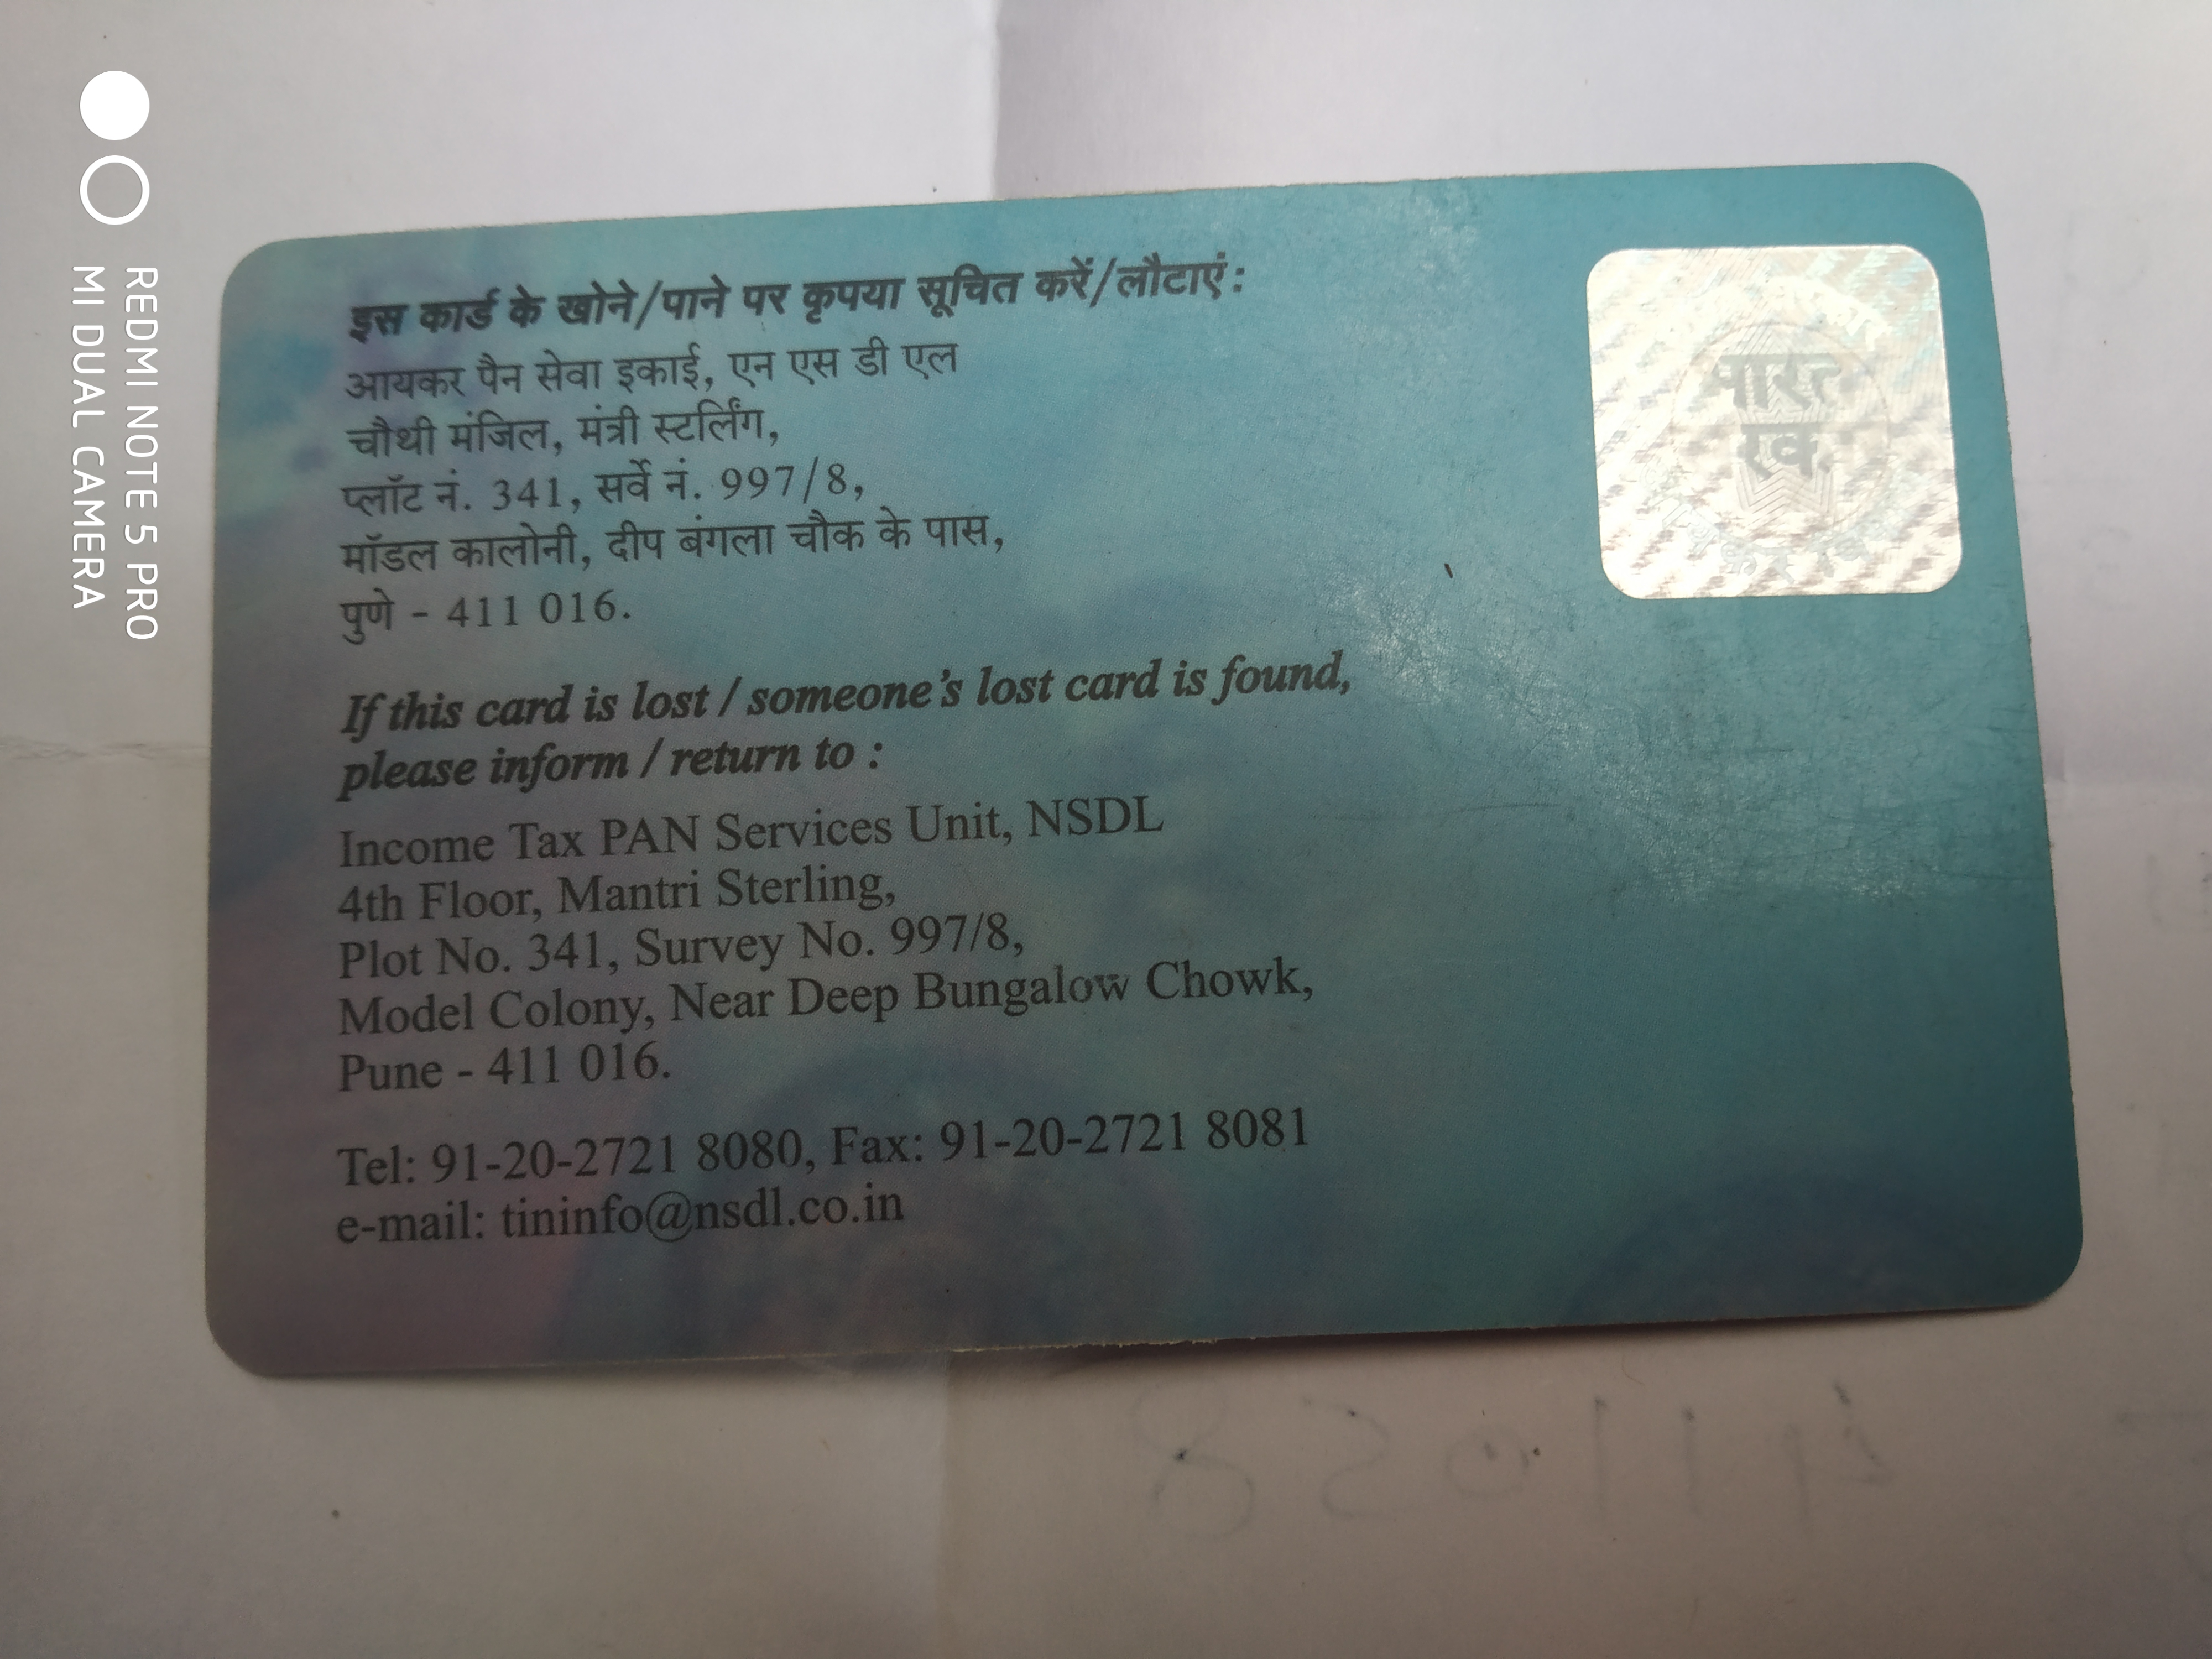 इस कार्ड के खोने/पाने पर कृपया सूचित करें/लौटाएं:
आयकर पैन सेवा इकाई, एन एस डी एल
चौथी मंजिल, मंत्री स्टर्लिंग,
प्लॉट नं. 341, सर्वे नं. 997/8,
मॉडल कालोनी, दीप बंगला चौक के पास,
पुणे - 411 016.
If this card is lost / someone's lost card is found,
please inform / return to :
Income Tax PAN Services Unit, NSDL
4th Floor, Mantri Sterling,
Plot No. 341, Survey No. 997/8,
Model Colony, Near Deep Bungalow Chowk,
Pune - 411 016.
Tel: 91-20-2721 8080, Fax: 91-20-2721 8081
e-mail: tininfo@nsdl.co.in
REDMI NOTE 5 PRO
MI DUAL CAMERA